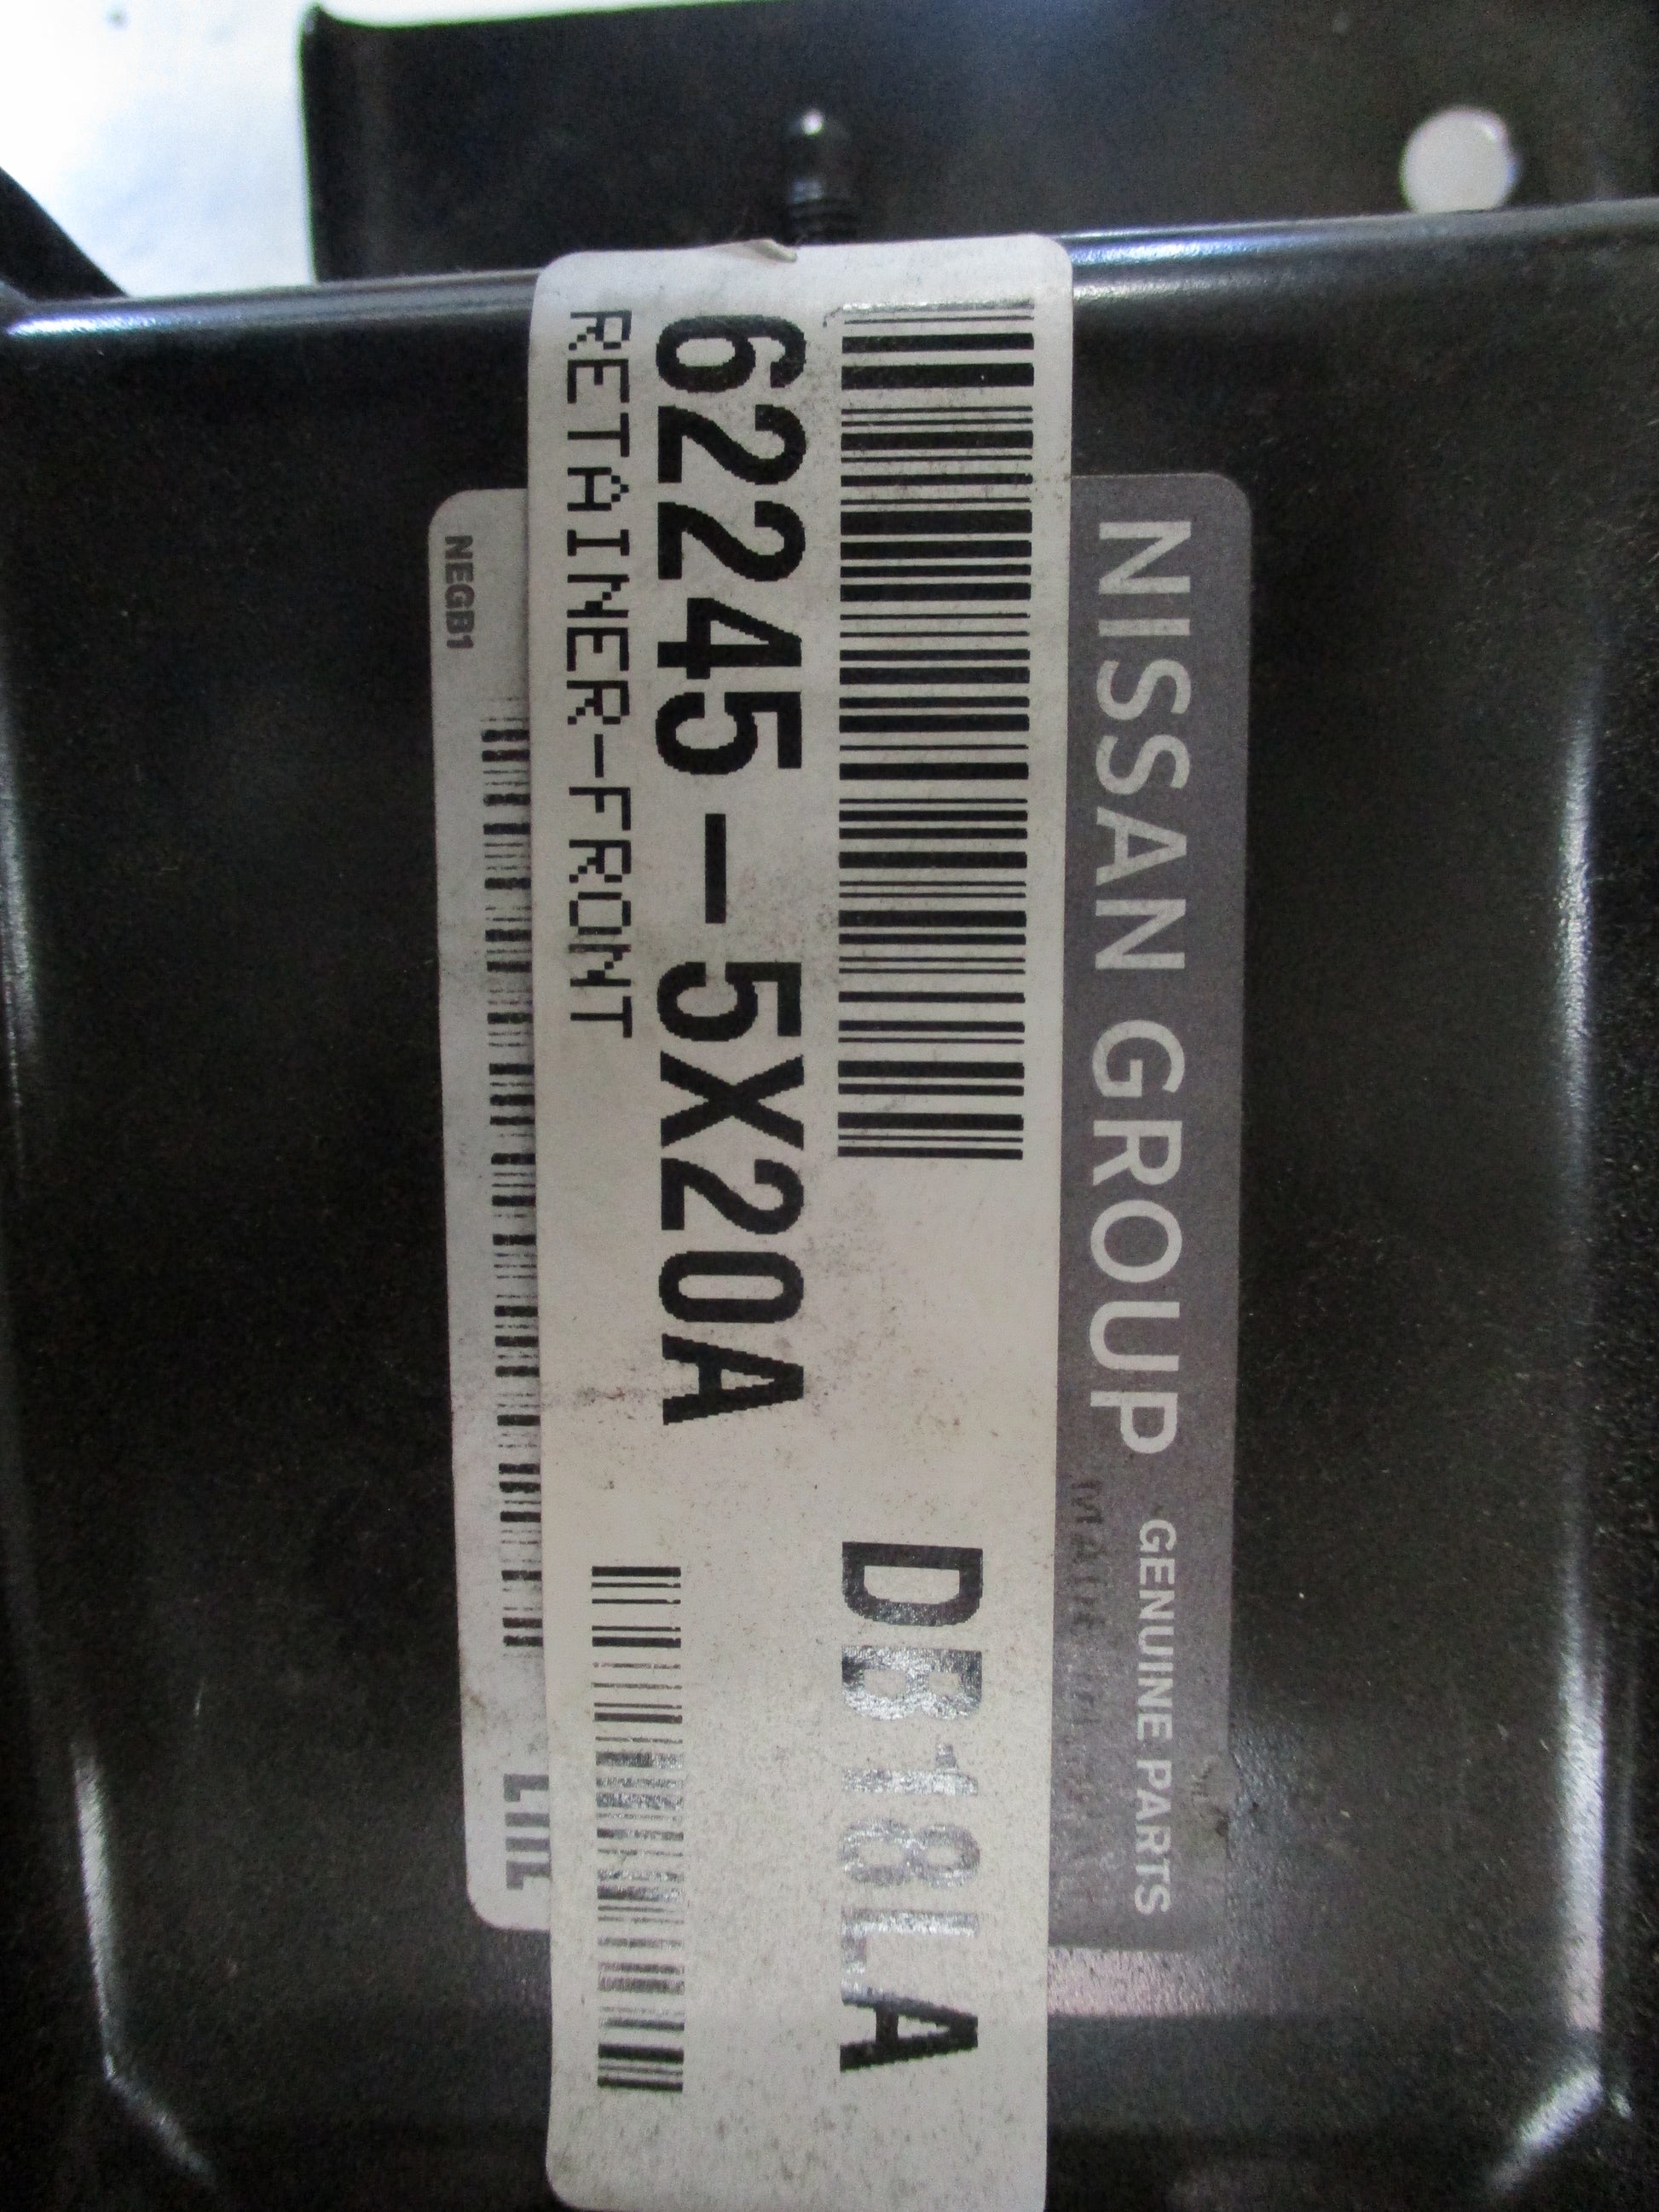 NISSAN GROUP GENUINE PARTS
DB18LA
62245-5X20A
RETAINER-FRONT
NEGB1